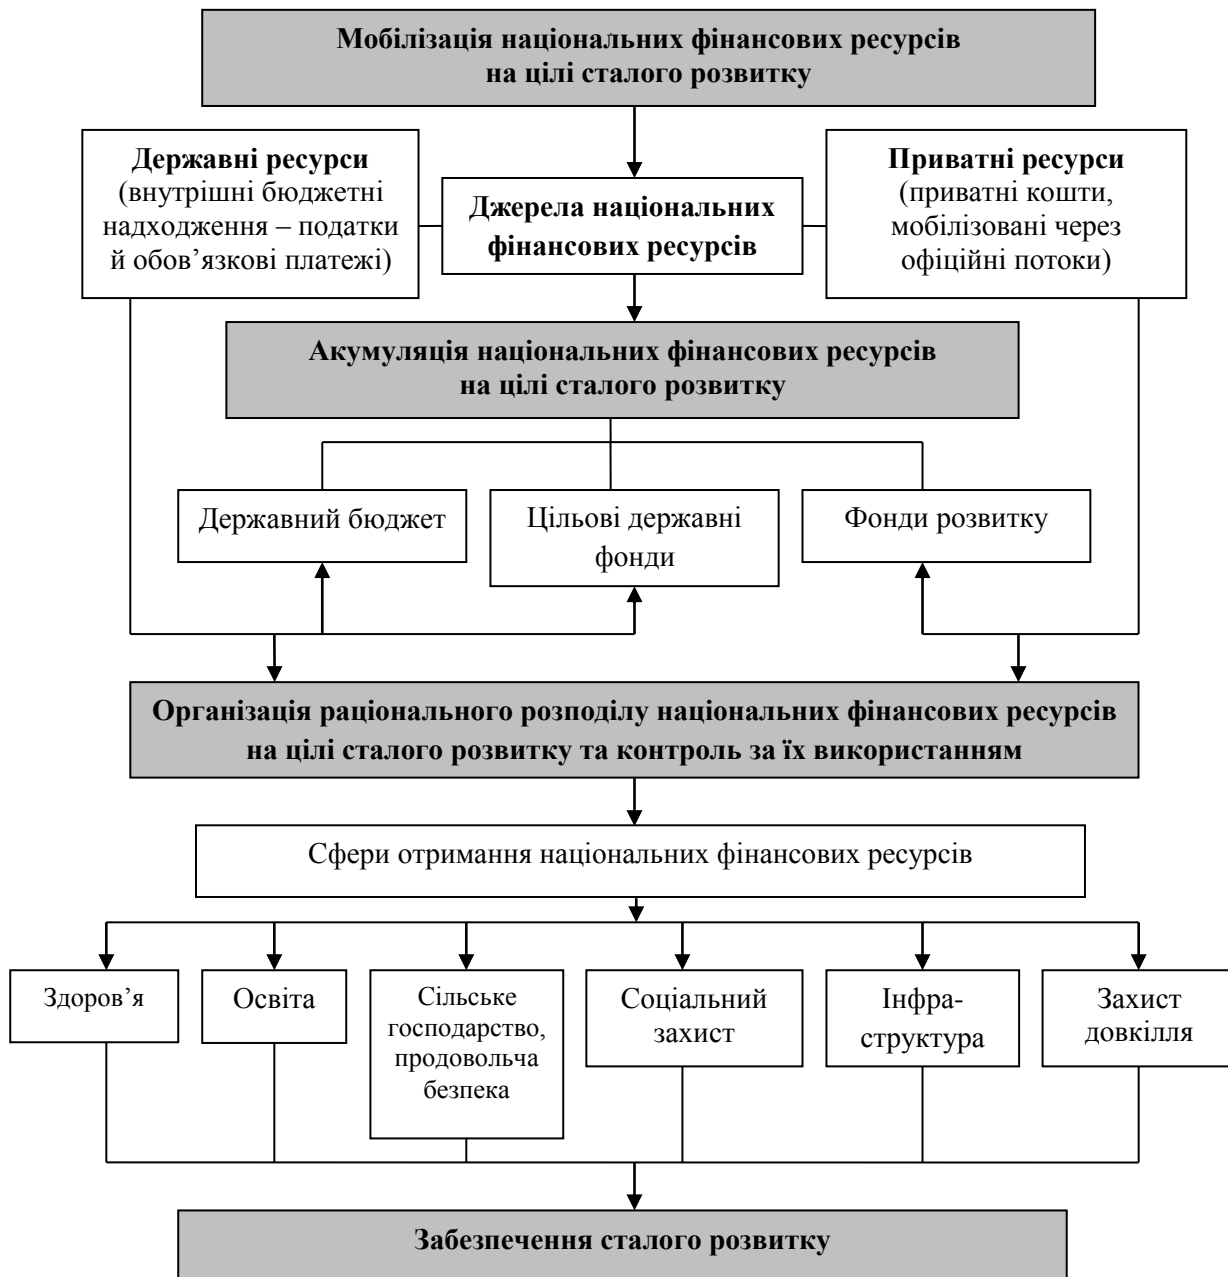 Мобілізація національних фінансових ресурсів
на цілі сталого розвитку
Державні ресурси
(внутрішні бюджетні
надходження – податки
й обов’язкові платежі)
Джерела національних
фінансових ресурсів
Приватні ресурси
(приватні кошти,
мобілізовані через
офіційні потоки)
Акумуляція національних фінансових ресурсів
на цілі сталого розвитку
Державний бюджет
Цільові державні
фонди
Фонди розвитку
Організація раціонального розподілу національних фінансових ресурсів
на цілі сталого розвитку та контроль за їх використанням
Сфери отримання національних фінансових ресурсів
Здоров’я
Освіта
Сільське
господарство,
продовольча
безпека
Соціальний
захист
Інфра-
структура
Захист
довкілля
Забезпечення сталого розвитку